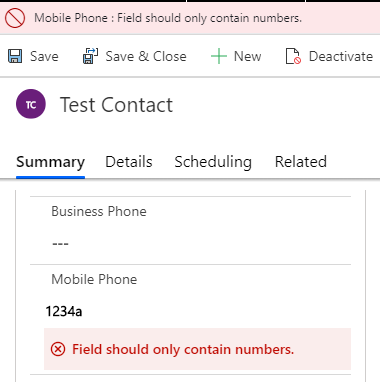 Mobile Phone : Field should only contain numbers.
Save Save & Close New Deactivate
TC Test Contact
Summary Details Scheduling Related
Business Phone
---
Mobile Phone
1234a
Field should only contain numbers.